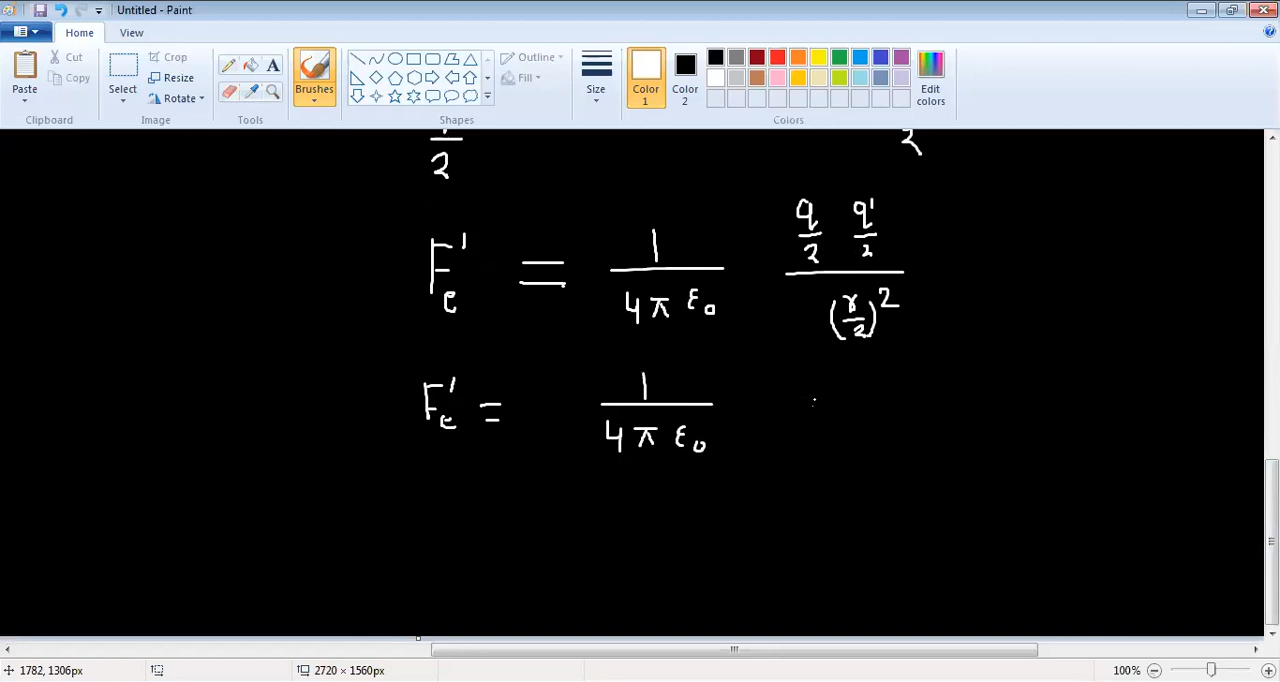 Untitled - Paint
Home View
Paste
Cut
Copy
Select
Crop
Resize
Rotate
Brushes
Outline
Fill
Size
Color 1
Color 2
Edit colors
Clipboard Image Tools Shapes Colors
2 2
F'e = 1/(4π ε0) (q/2 q'/2)/(r/2)^2
F'e = 1/(4π ε0)
1782, 1306px 2720 × 1560px 100%